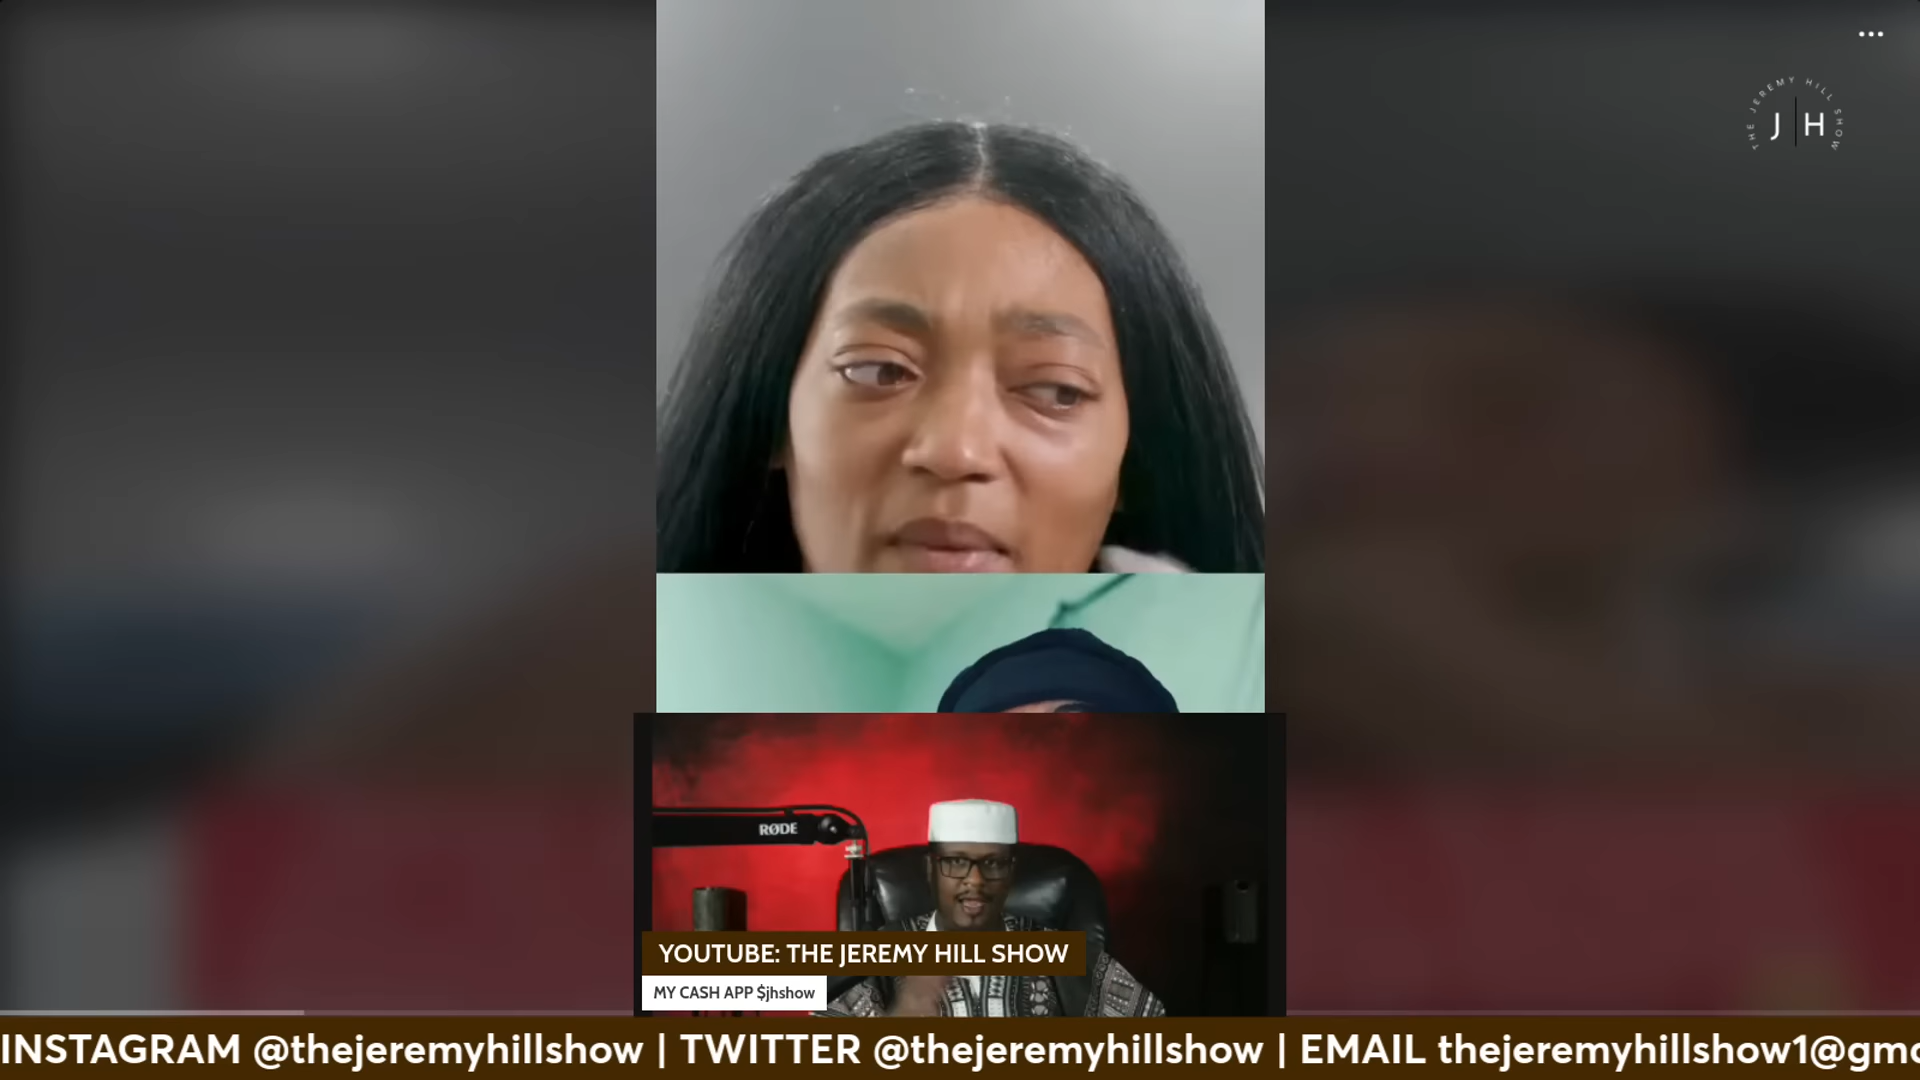 THE JEREMY HILL SHOW
J H
RØDE
YOUTUBE: THE JEREMY HILL SHOW
MY CASH APP $jhshow
INSTAGRAM @thejeremyhillshow | TWITTER @thejeremyhillshow | EMAIL thejeremyhillshow1@gmc